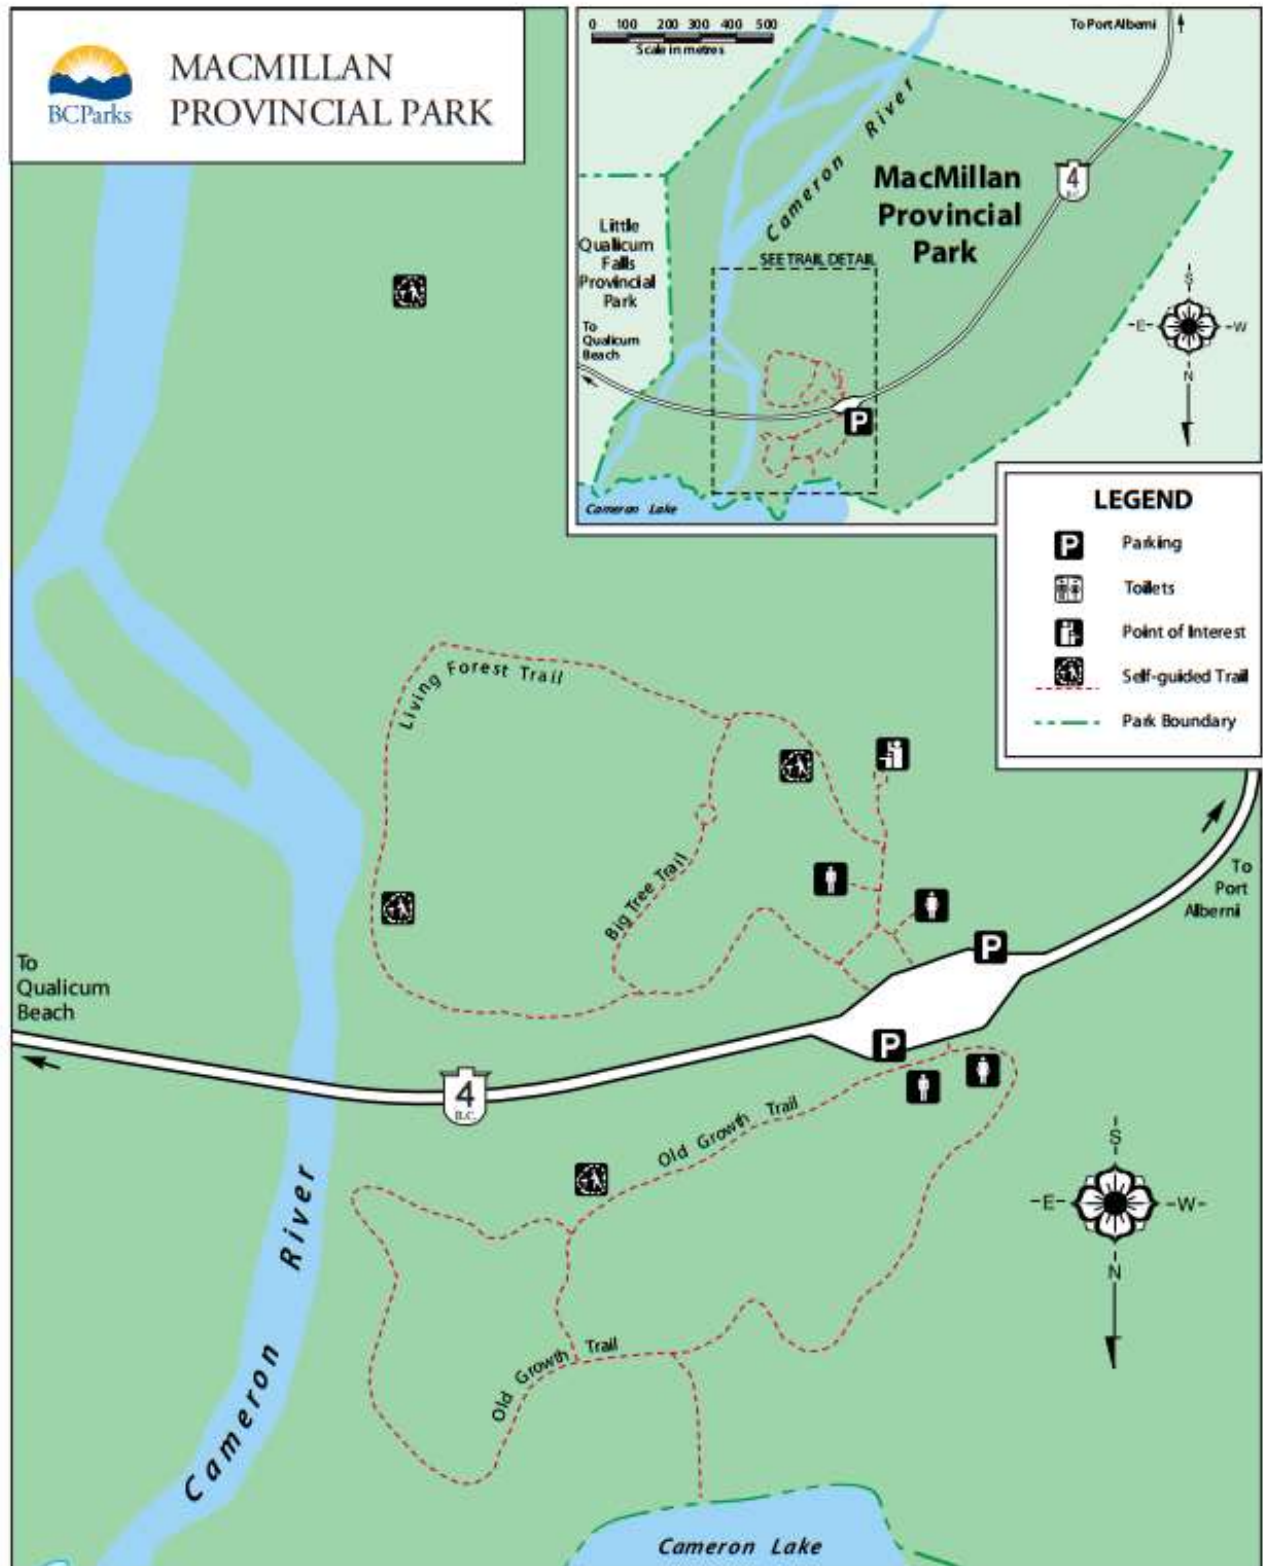 BCParks
MACMILLAN
PROVINCIAL PARK
0 100 200 300 400 500
Scale in metres
To Port Alberni
Cameron River
MacMillan
Provincial
Park
4
Little
Qualicum
Falls
Provincial
Park
SEE TRAIL DETAIL
To
Qualicum
Beach
P
S
E
W
N
Cameron Lake
LEGEND
P Parking
Toilets
Point of Interest
Self-guided Trail
Park Boundary
Living Forest Trail
Big Tree Trail
To
Port
Alberni
P
To
Qualicum
Beach
P
4
B.C.
Old Growth Trail
Old Growth Trail
Cameron River
S
E
W
N
Cameron Lake